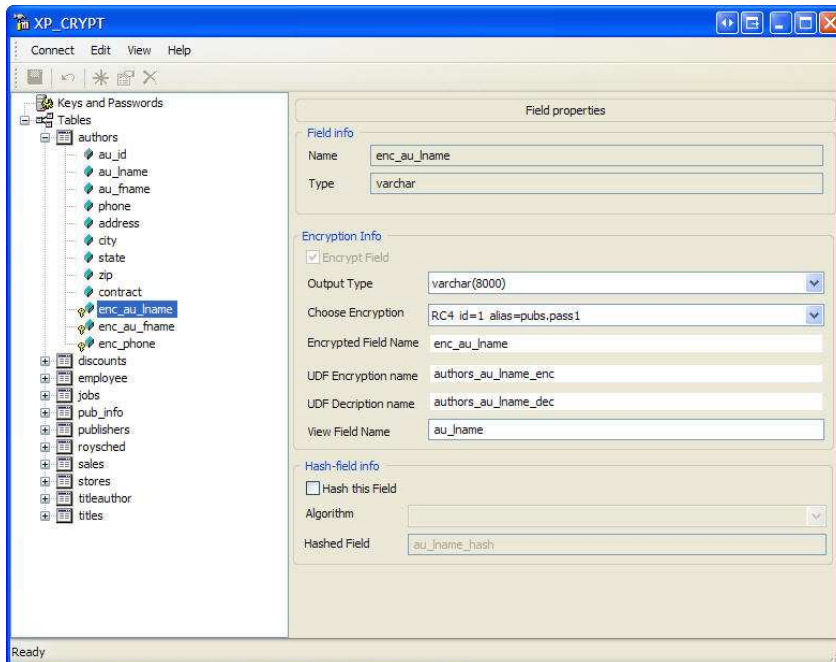 XP_CRYPT
Connect Edit View Help
Keys and Passwords
Tables
authors
au_id
au_lname
au_fname
phone
address
city
state
zip
contract
enc_au_lname
enc_au_fname
enc_phone
discounts
employee
jobs
pub_info
publishers
roysched
sales
stores
titleauthor
titles
Field properties
Field info
Name enc_au_lname
Type varchar
Encryption Info
Encrypt Field
Output Type varchar(8000)
Choose Encryption RC4 id=1 alias=pubs.pass1
Encrypted Field Name enc_au_lname
UDF Encryption name authors_au_lname_enc
UDF Decription name authors_au_lname_dec
View Field Name au_lname
Hash-field info
Hash this Field
Algorithm
Hashed Field au_lname_hash
Ready